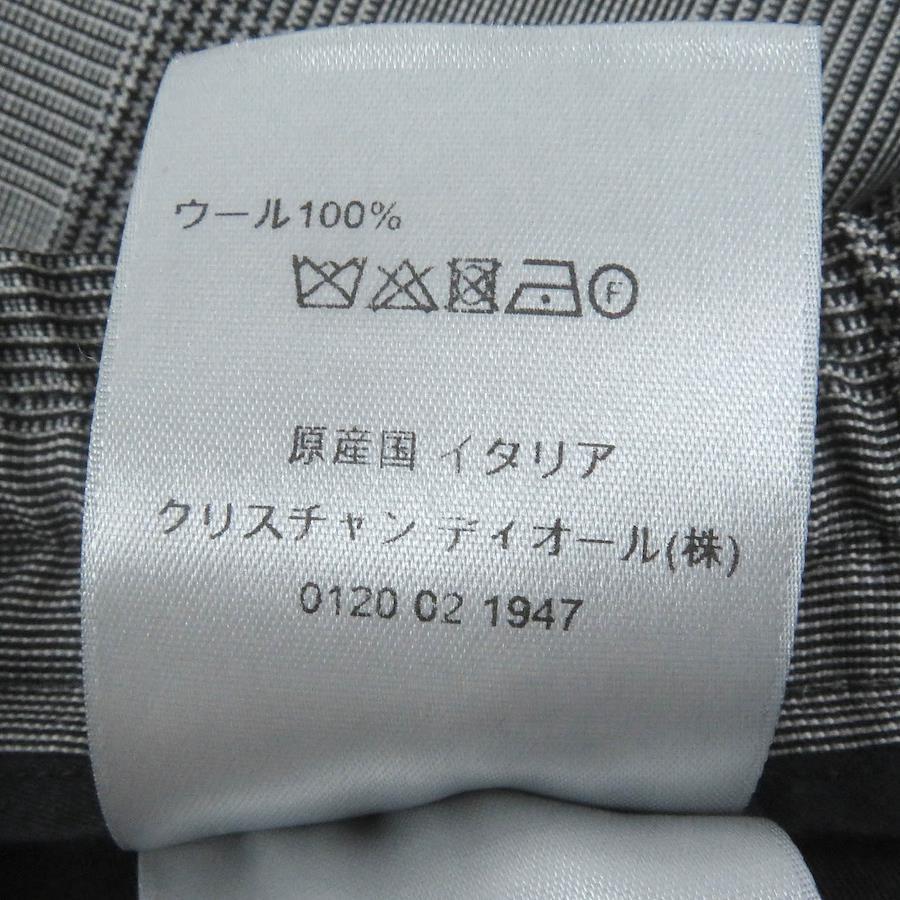 ウール100%
F
原産国 イタリア
クリスチャン ディオール(株)
0120 02 1947